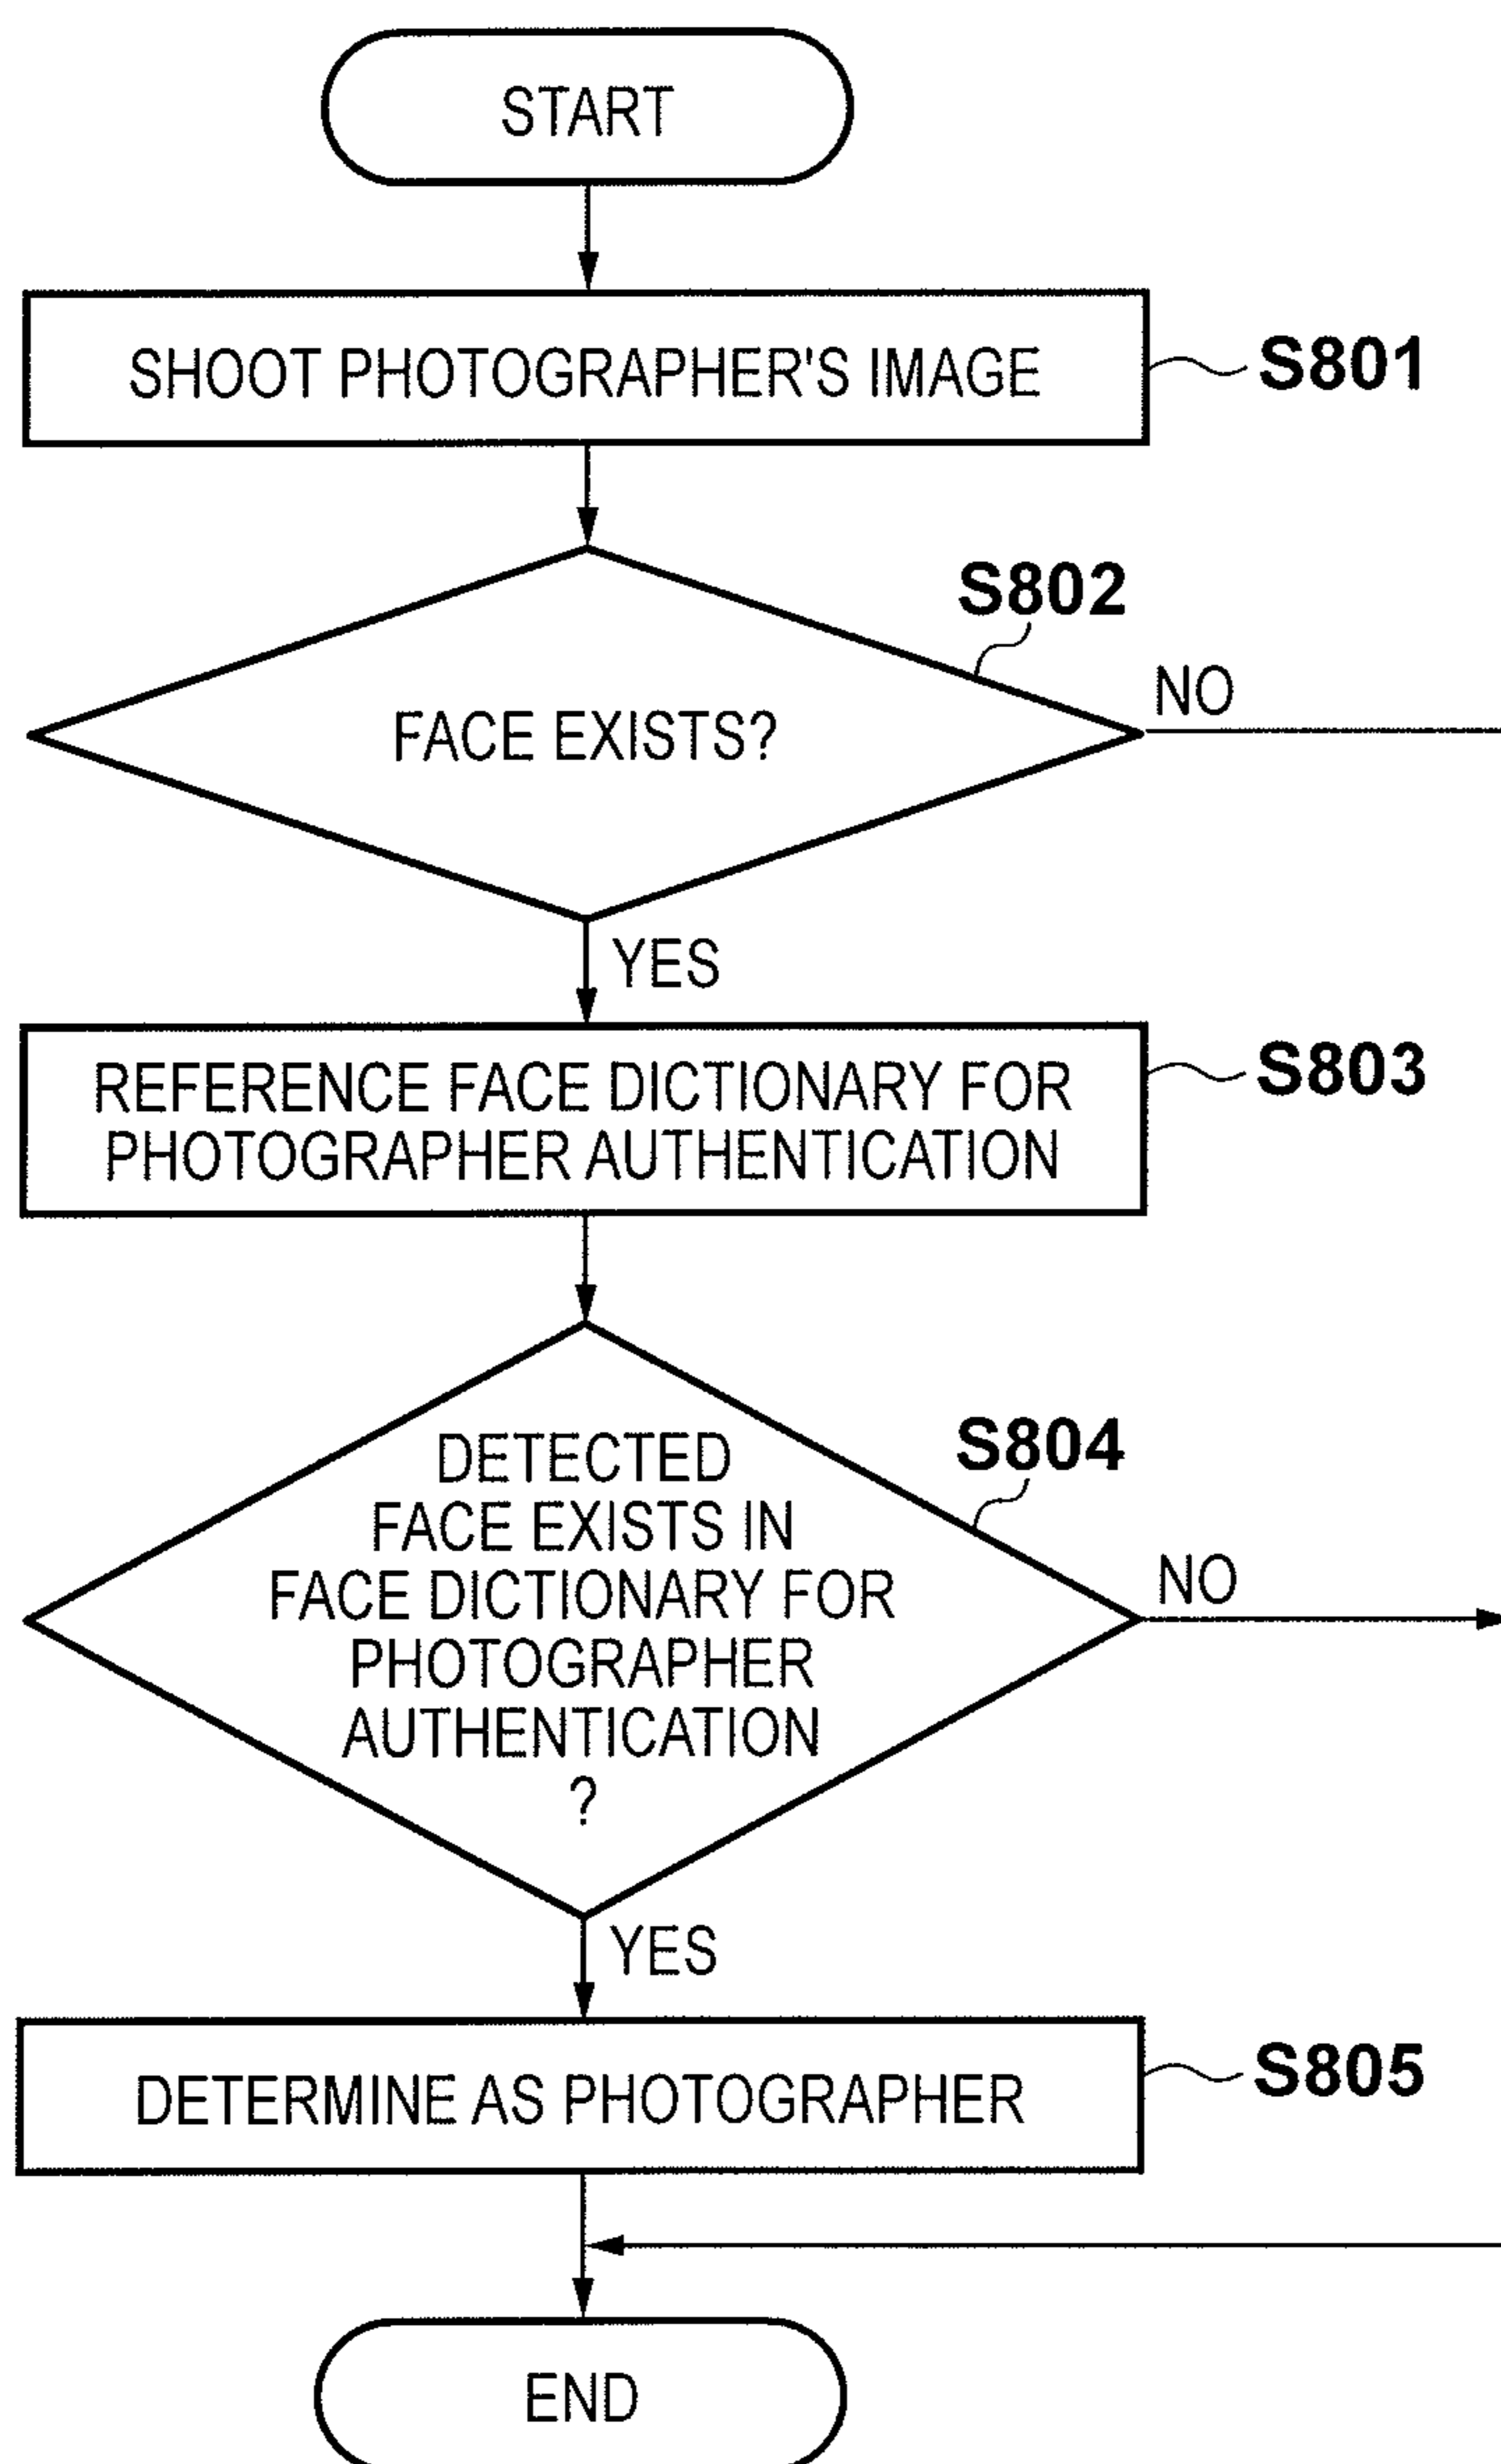 START
SHOOT PHOTOGRAPHER'S IMAGE
S801
S802
FACE EXISTS?
NO
YES
REFERENCE FACE DICTIONARY FOR
PHOTOGRAPHER AUTHENTICATION
S803
S804
DETECTED
FACE EXISTS IN
FACE DICTIONARY FOR
PHOTOGRAPHER
AUTHENTICATION
?
NO
YES
DETERMINE AS PHOTOGRAPHER
S805
END